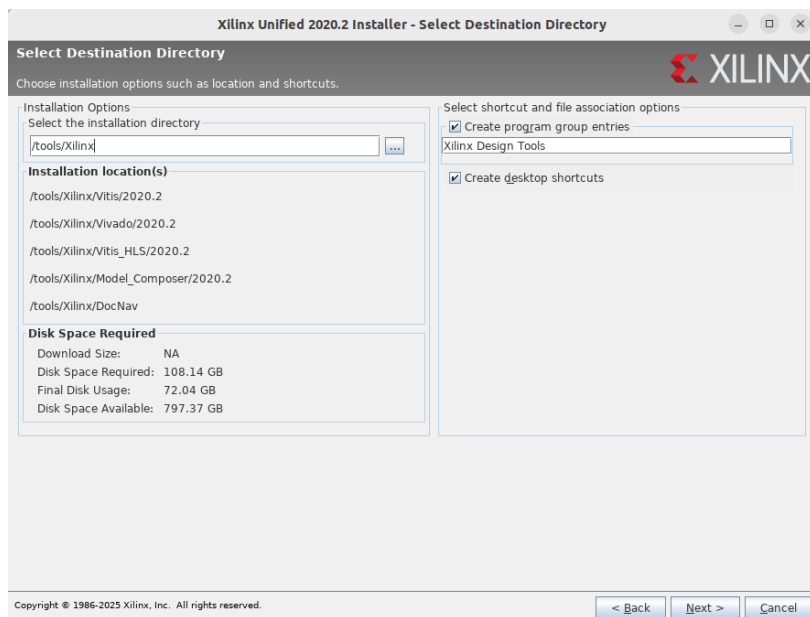 Xilinx Unified 2020.2 Installer - Select Destination Directory
Select Destination Directory
Choose installation options such as location and shortcuts.
XILINX
Installation Options
Select the installation directory
/tools/Xilinx
...
Installation location(s)
/tools/Xilinx/Vitis/2020.2
/tools/Xilinx/Vivado/2020.2
/tools/Xilinx/Vitis_HLS/2020.2
/tools/Xilinx/Model_Composer/2020.2
/tools/Xilinx/DocNav
Disk Space Required
Download Size: NA
Disk Space Required: 108.14 GB
Final Disk Usage: 72.04 GB
Disk Space Available: 797.37 GB
Select shortcut and file association options
Create program group entries
Xilinx Design Tools
Create desktop shortcuts
Copyright © 1986-2025 Xilinx, Inc. All rights reserved.
< Back Next > Cancel